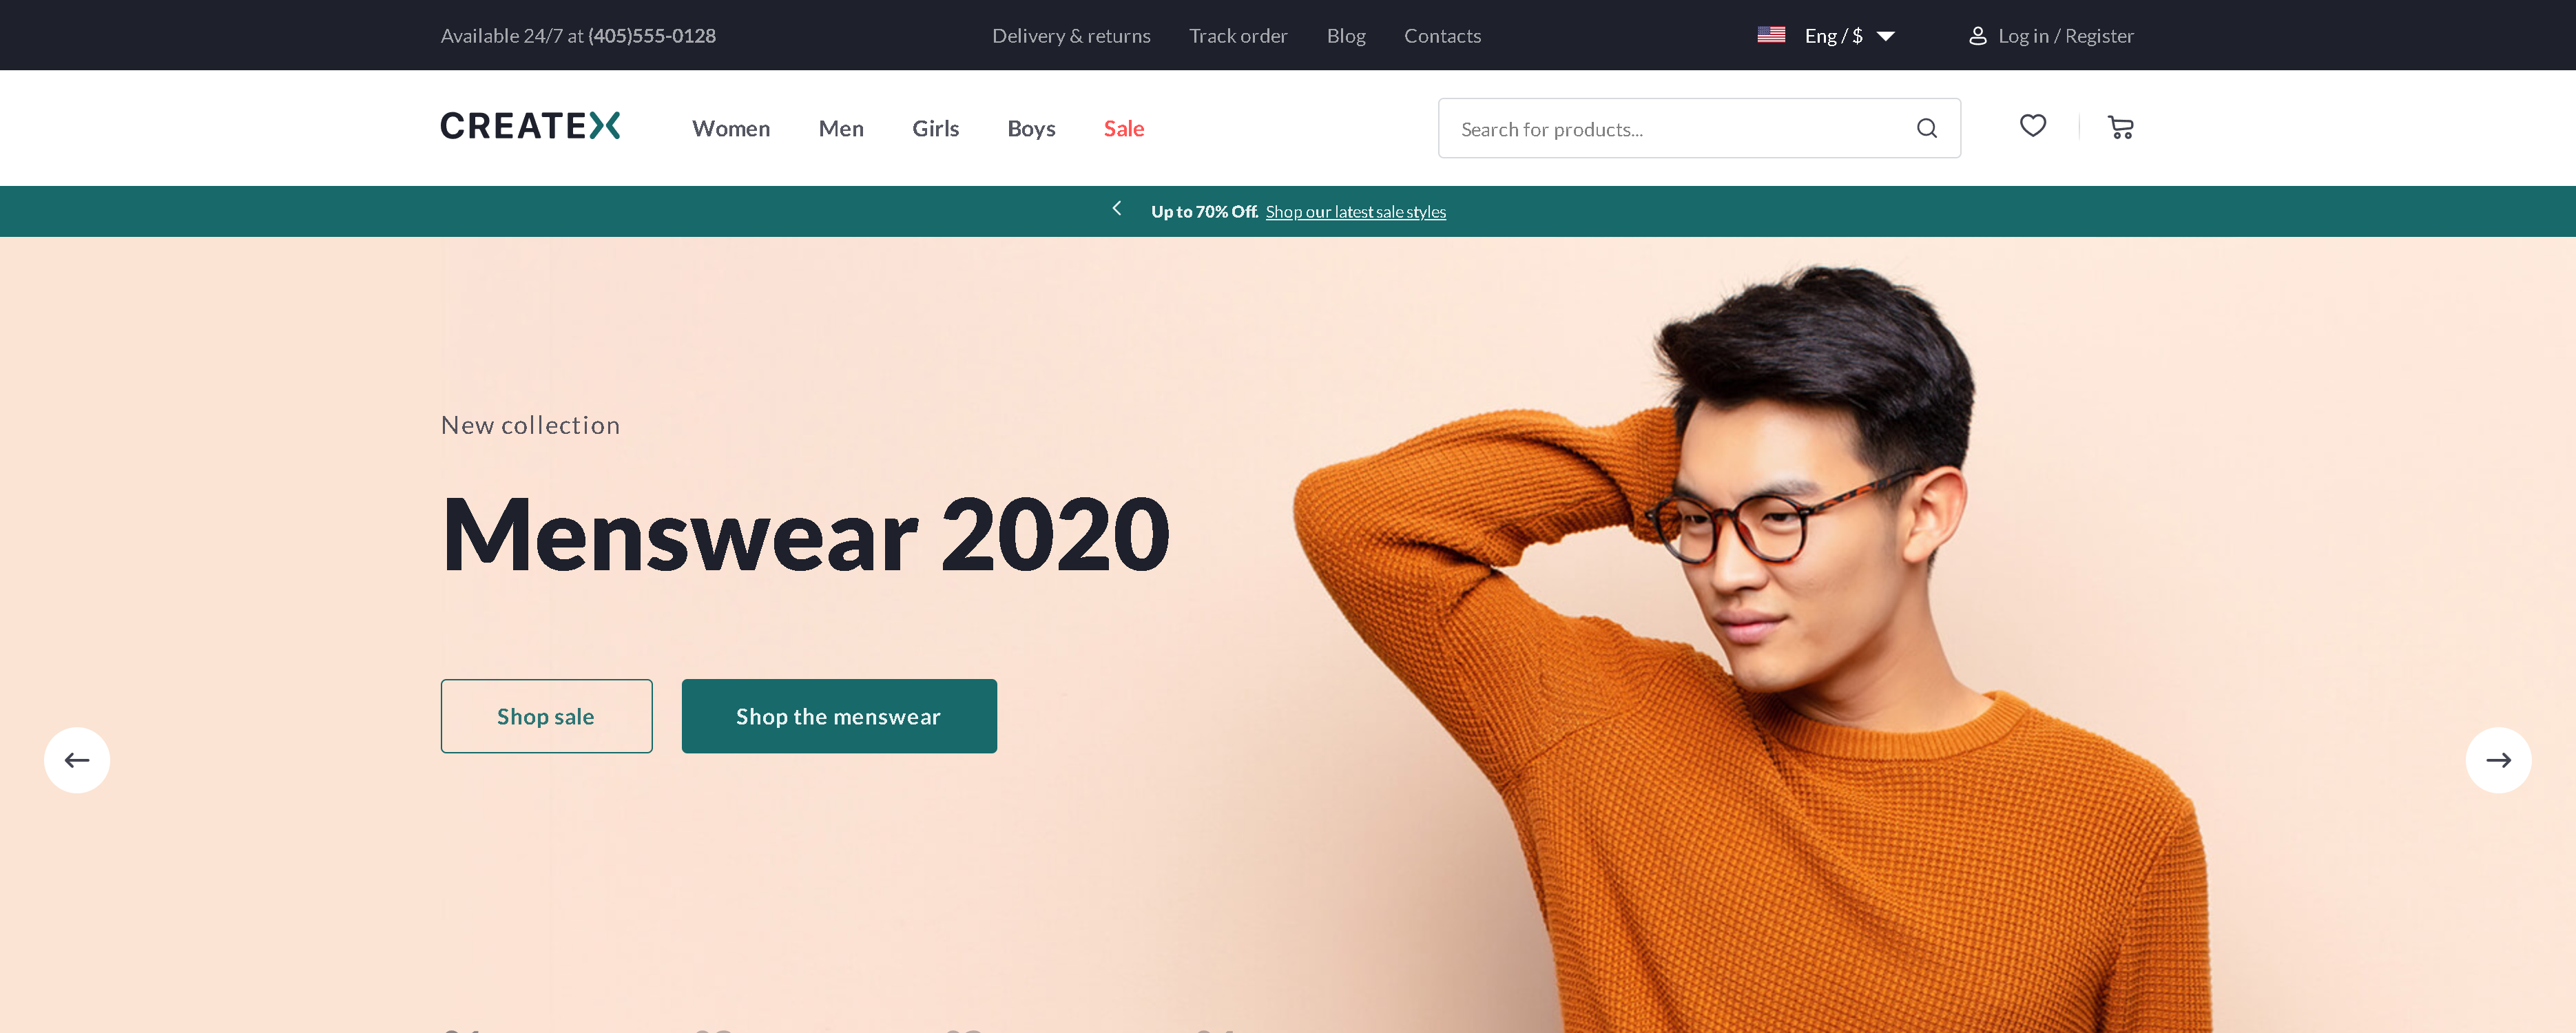 Available 24/7 at (405)555-0128
Delivery & returns
Track order
Blog
Contacts
Eng / $
Log in / Register
CREATEX
Women
Men
Girls
Boys
Sale
Search for products...
Up to 70% Off. Shop our latest sale styles
New collection
Menswear 2020
Shop sale
Shop the menswear